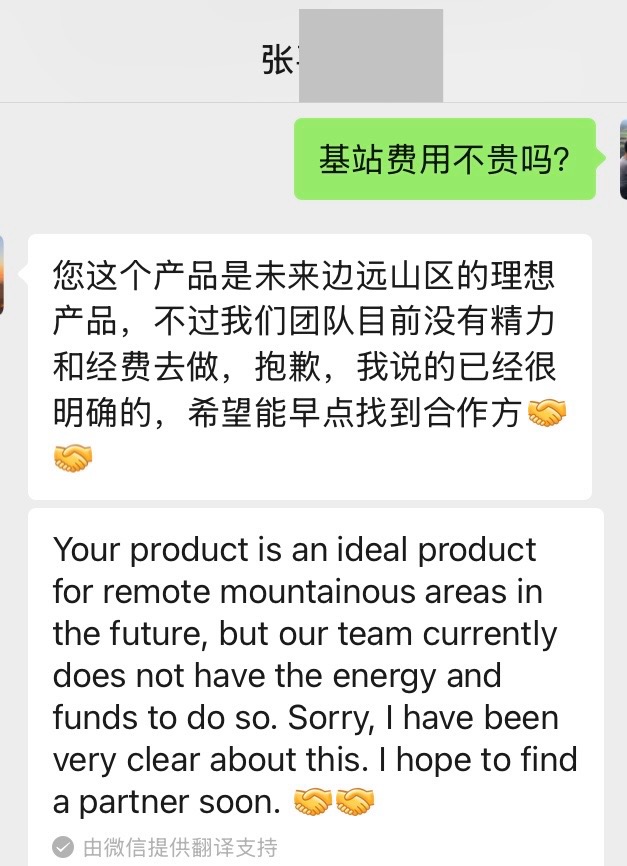 张
基站费用不贵吗?
您这个产品是未来边远山区的理想
产品，不过我们团队目前没有精力
和经费去做，抱歉，我说的已经很
明确的，希望能早点找到合作方🤝
🤝
Your product is an ideal product
for remote mountainous areas in
the future, but our team currently
does not have the energy and
funds to do so. Sorry, I have been
very clear about this. I hope to find
a partner soon. 🤝🤝
由微信提供翻译支持